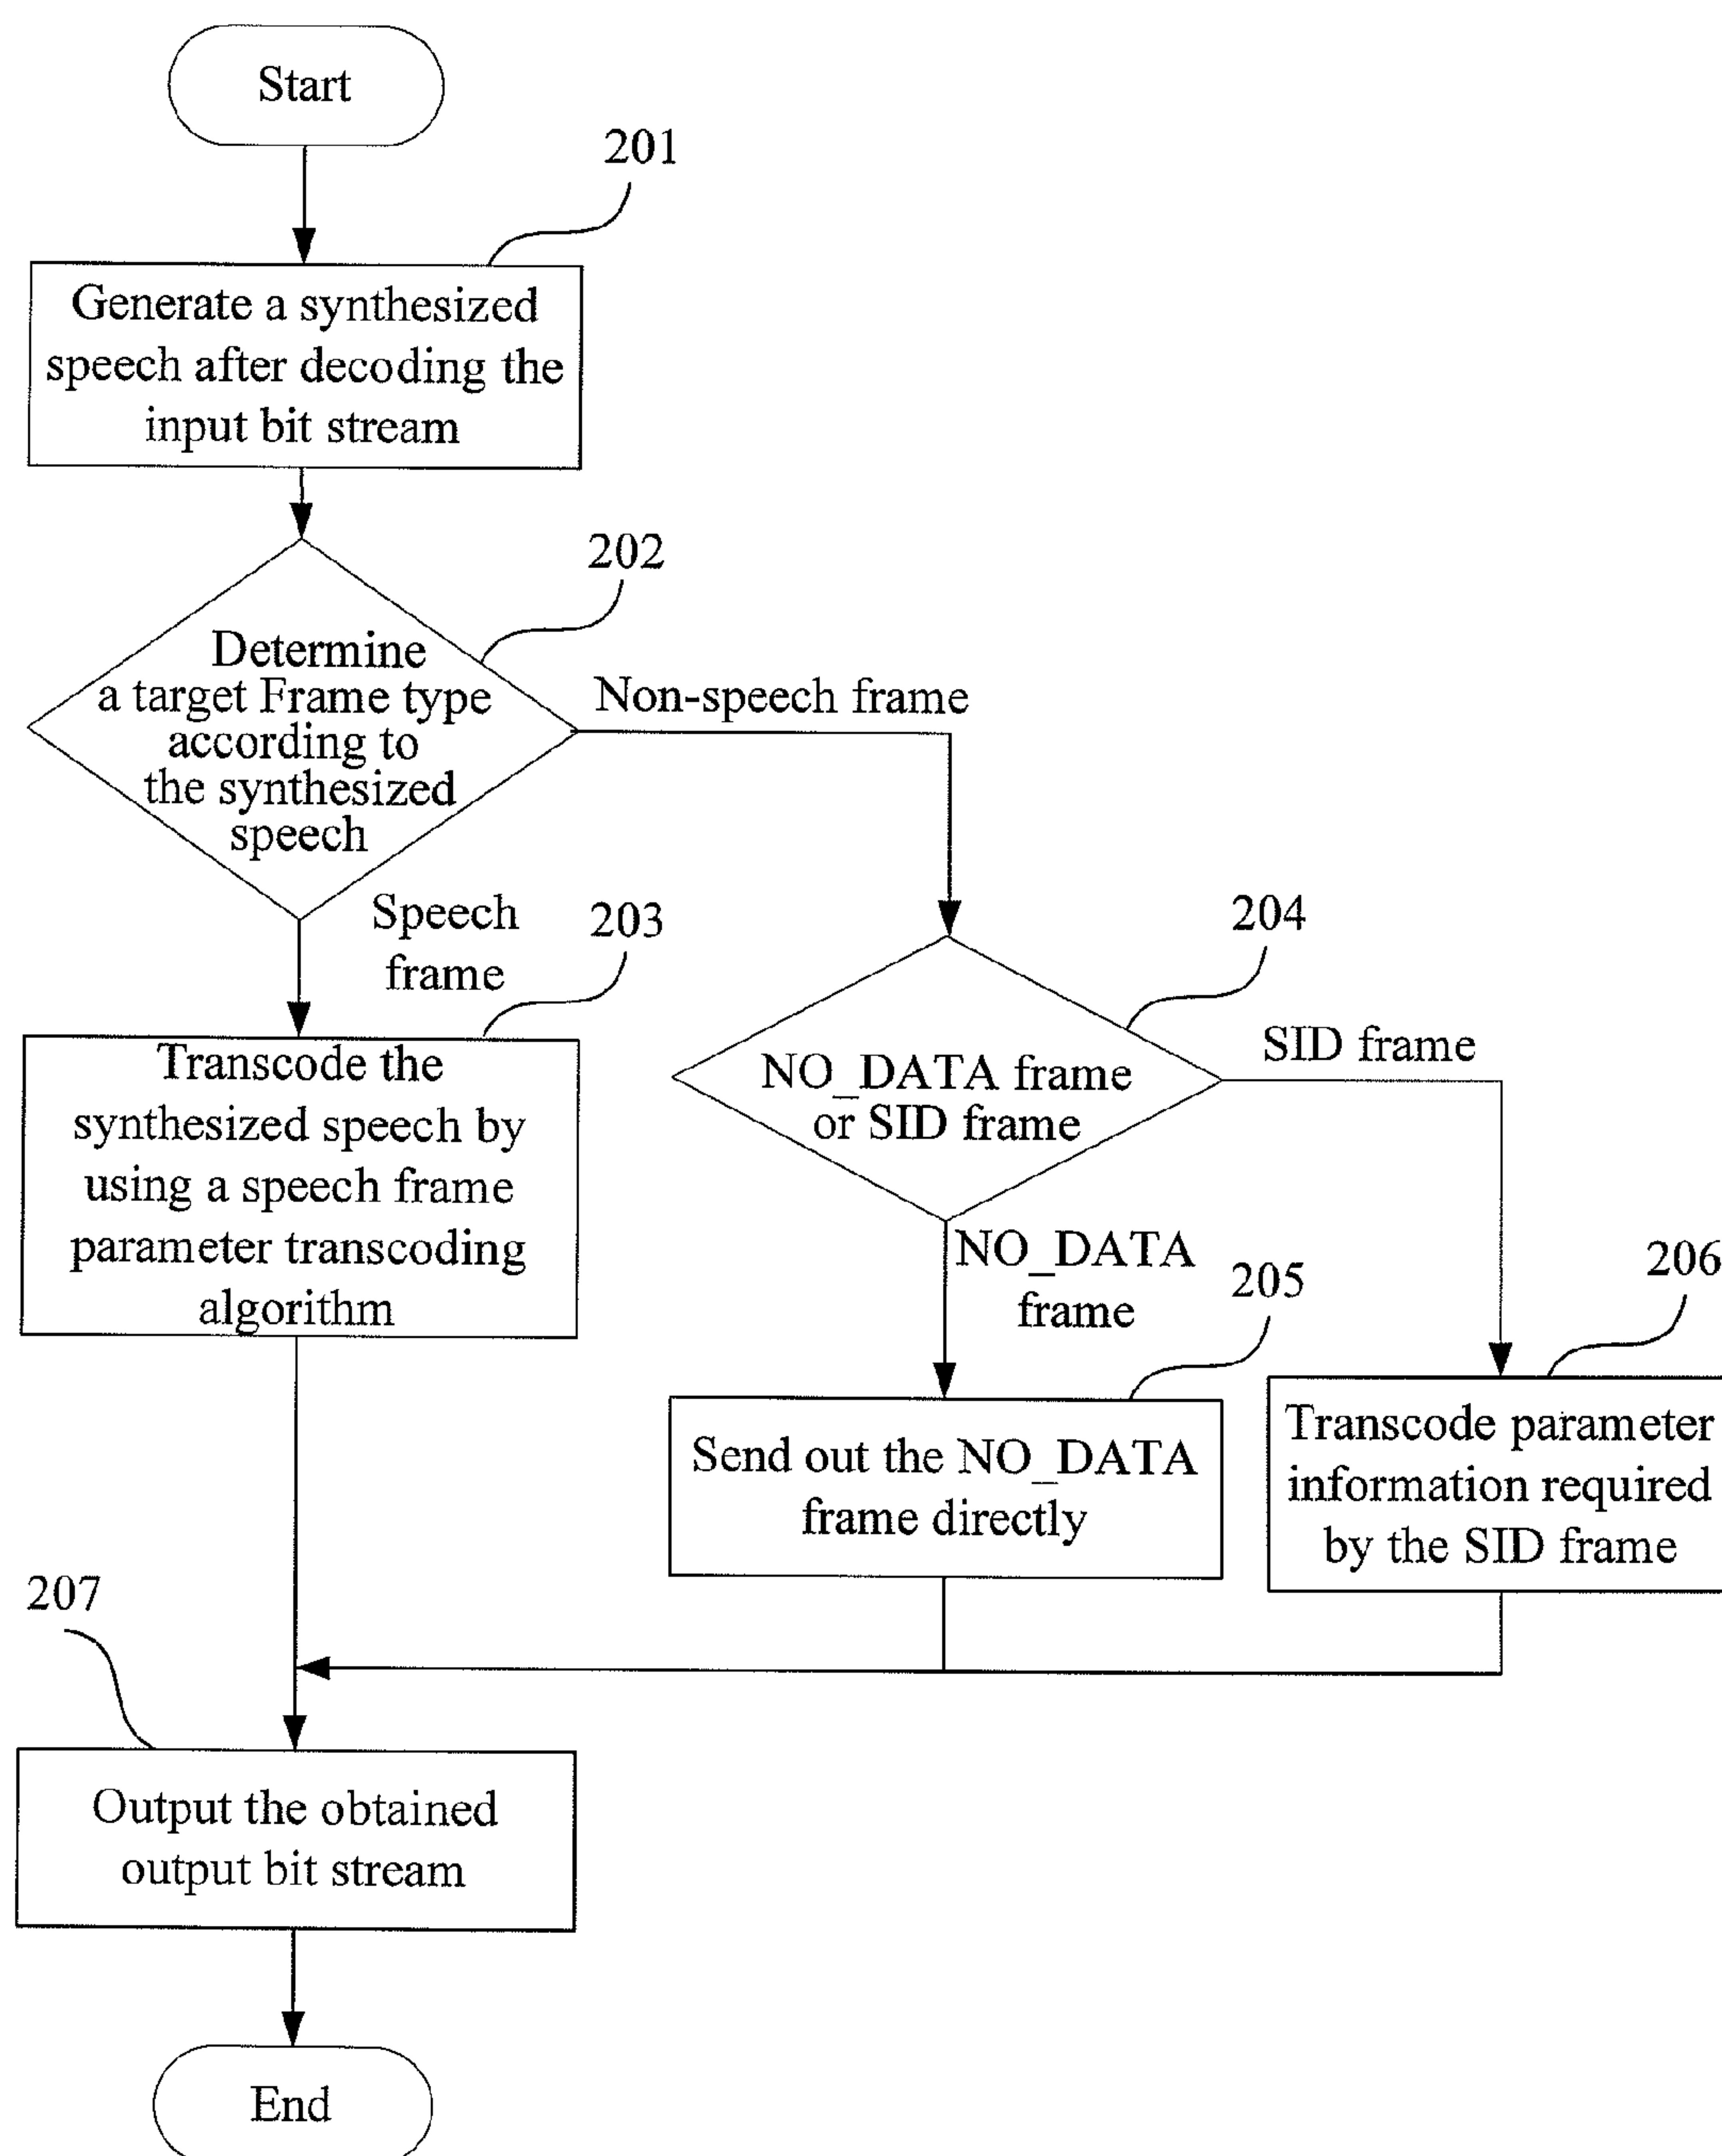 Start
201
Generate a synthesized
speech after decoding the
input bit stream
202
Determine
a target Frame type
according to
the synthesized
speech
Non-speech frame
Speech
frame
203
Transcode the
synthesized speech by
using a speech frame
parameter transcoding
algorithm
204
NO_DATA frame
or SID frame
SID frame
NO_DATA
frame
205
Send out the NO_DATA
frame directly
206
Transcode parameter
information required
by the SID frame
207
Output the obtained
output bit stream
End